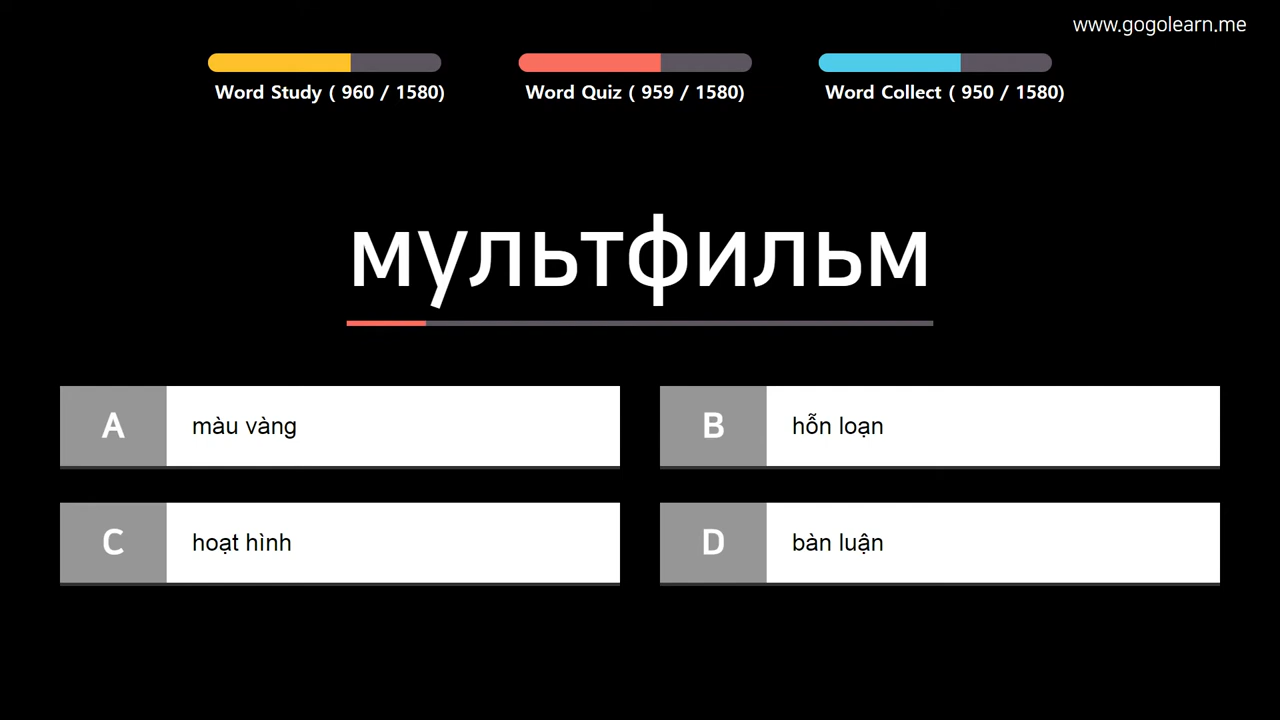 www.gogolearn.me
Word Study ( 960 / 1580)
Word Quiz ( 959 / 1580)
Word Collect ( 950 / 1580)
мультфильм
A màu vàng
B hỗn loạn
C hoạt hình
D bàn luận